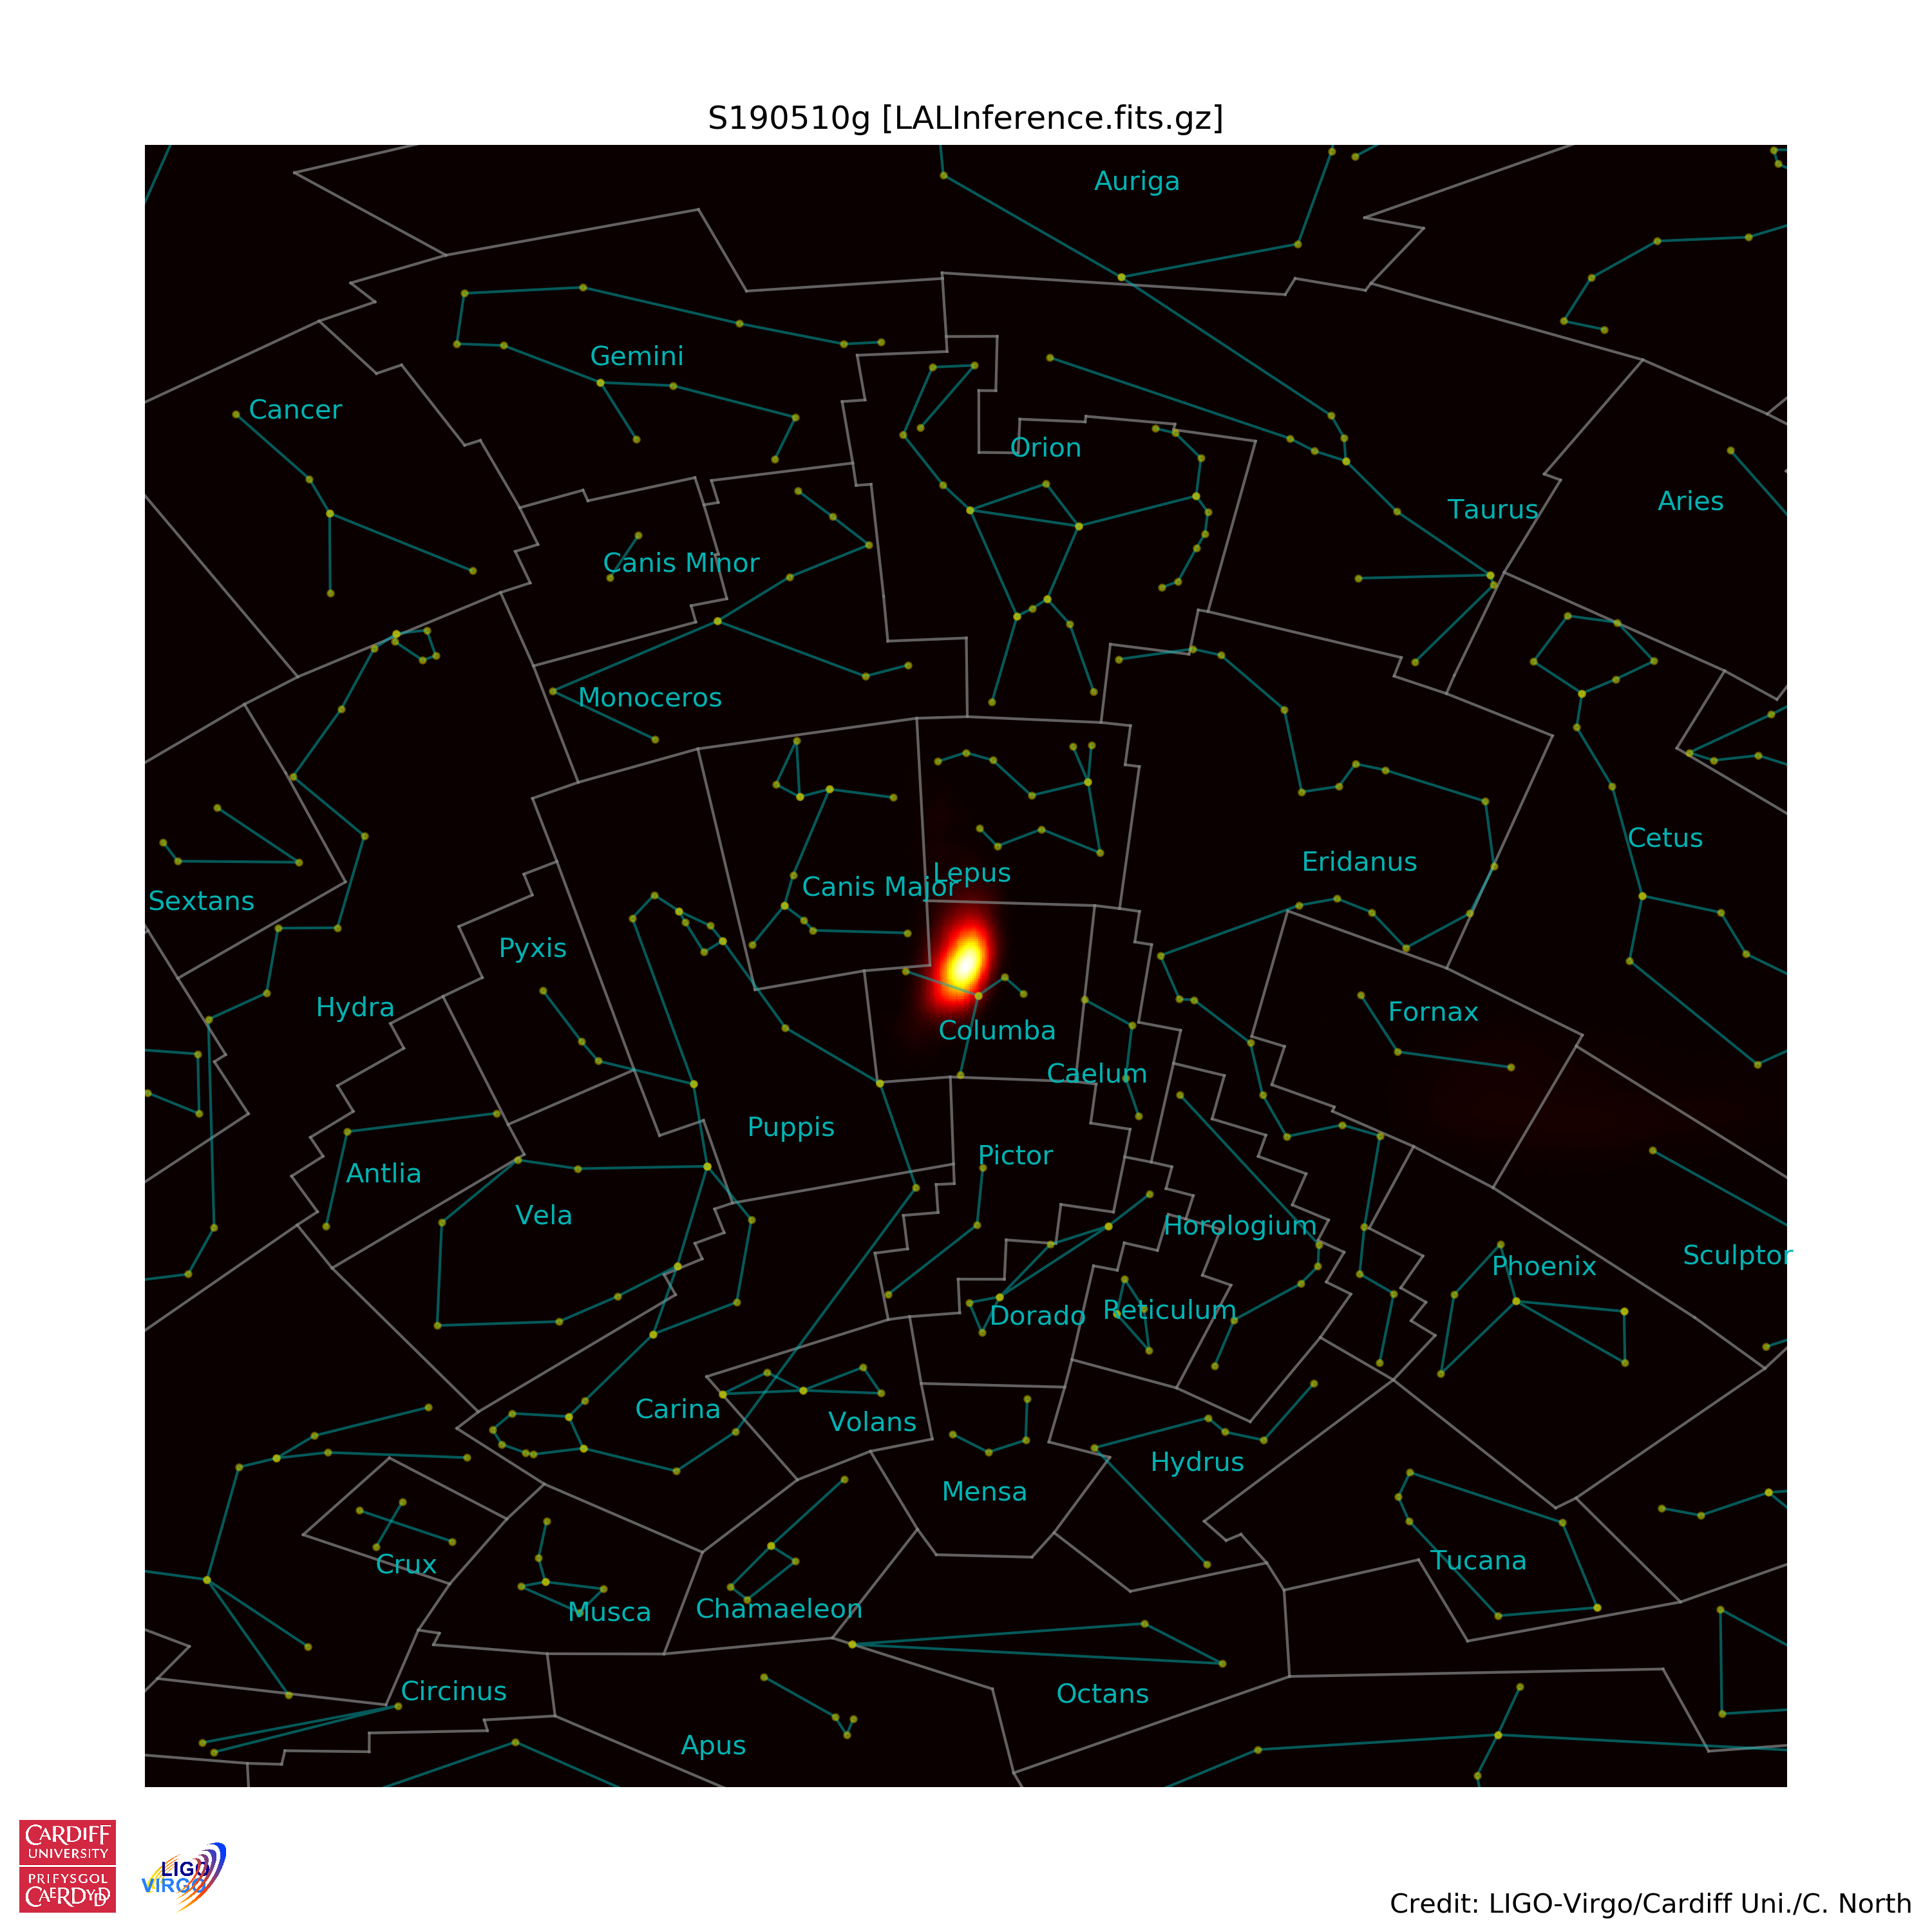 S190510g [LALInference.fits.gz]
Auriga
Gemini
Cancer
Orion
Taurus
Aries
Canis Minor
Monoceros
Cetus
Eridanus
Lepus
Canis Major
Sextans
Pyxis
Hydra
Fornax
Columba
Caelum
Puppis
Pictor
Antlia
Vela
Horologium
Sculptor
Phoenix
Reticulum
Dorado
Carina
Volans
Hydrus
Mensa
Tucana
Crux
Chamaeleon
Musca
Circinus
Octans
Apus
CARDIFF
UNIVERSITY
PRIFYSGOL
CAERDYDD
LIGO
VIRGO
Credit: LIGO-Virgo/Cardiff Uni./C. North